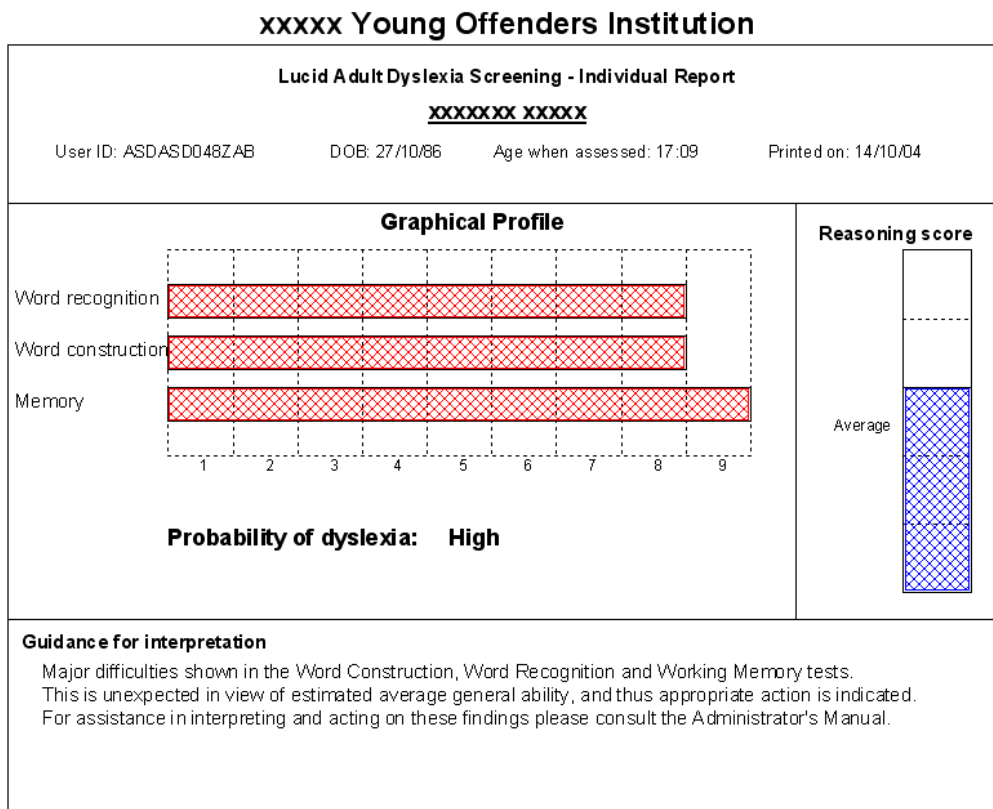 xxxxx Young Offenders Institution
Lucid Adult Dyslexia Screening - Individual Report
xxxxxxx xxxxx
User ID: ASDASD048ZAB DOB: 27/10/86 Age when assessed: 17:09 Printed on: 14/10/04
Graphical Profile
Reasoning score
Word recognition
Word construction
Memory
Average
1 2 3 4 5 6 7 8 9
Probability of dyslexia: High
Guidance for interpretation
Major difficulties shown in the Word Construction, Word Recognition and Working Memory tests.
This is unexpected in view of estimated average general ability, and thus appropriate action is indicated.
For assistance in interpreting and acting on these findings please consult the Administrator's Manual.